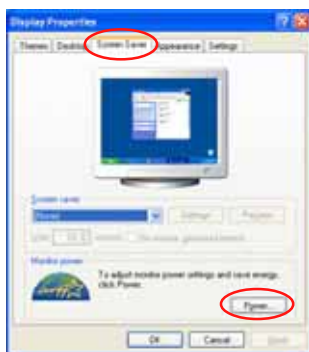 Display Properties
Themes Desktop Screen Saver Appearance Settings
Screen saver
(None)
Settings Preview
Wait: minutes On resume, password protect
Monitor power
To adjust monitor power settings and save energy,
click Power.
Power...
OK Cancel Apply